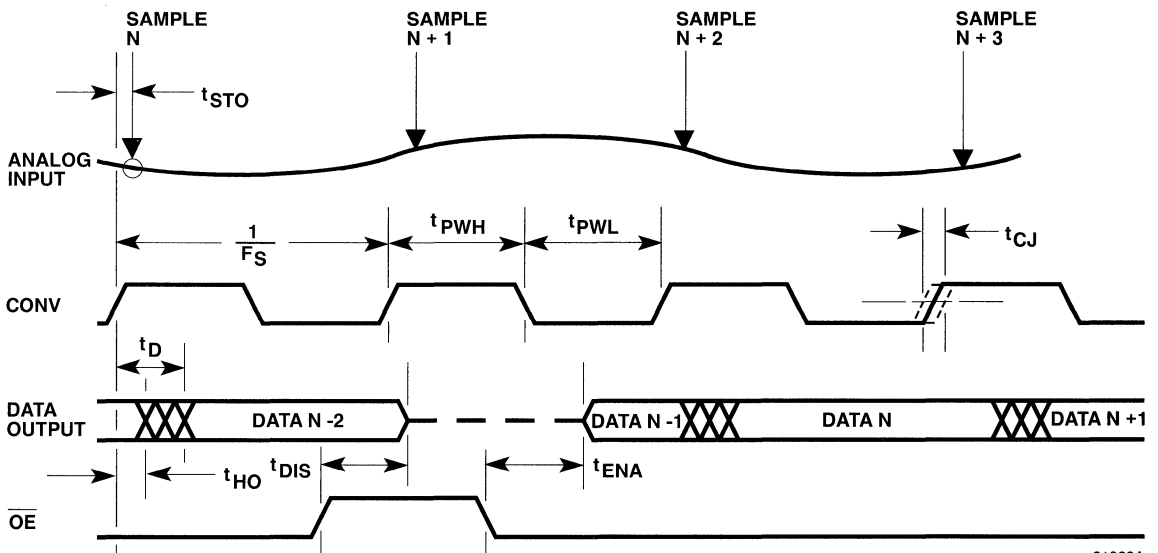 SAMPLE N
SAMPLE N + 1
SAMPLE N + 2
SAMPLE N + 3
tSTO
ANALOG INPUT
1/FS
tPWH
tPWL
tCJ
CONV
tD
DATA OUTPUT
DATA N -2
DATA N -1
DATA N
DATA N +1
tHO
tDIS
tENA
O̅E̅